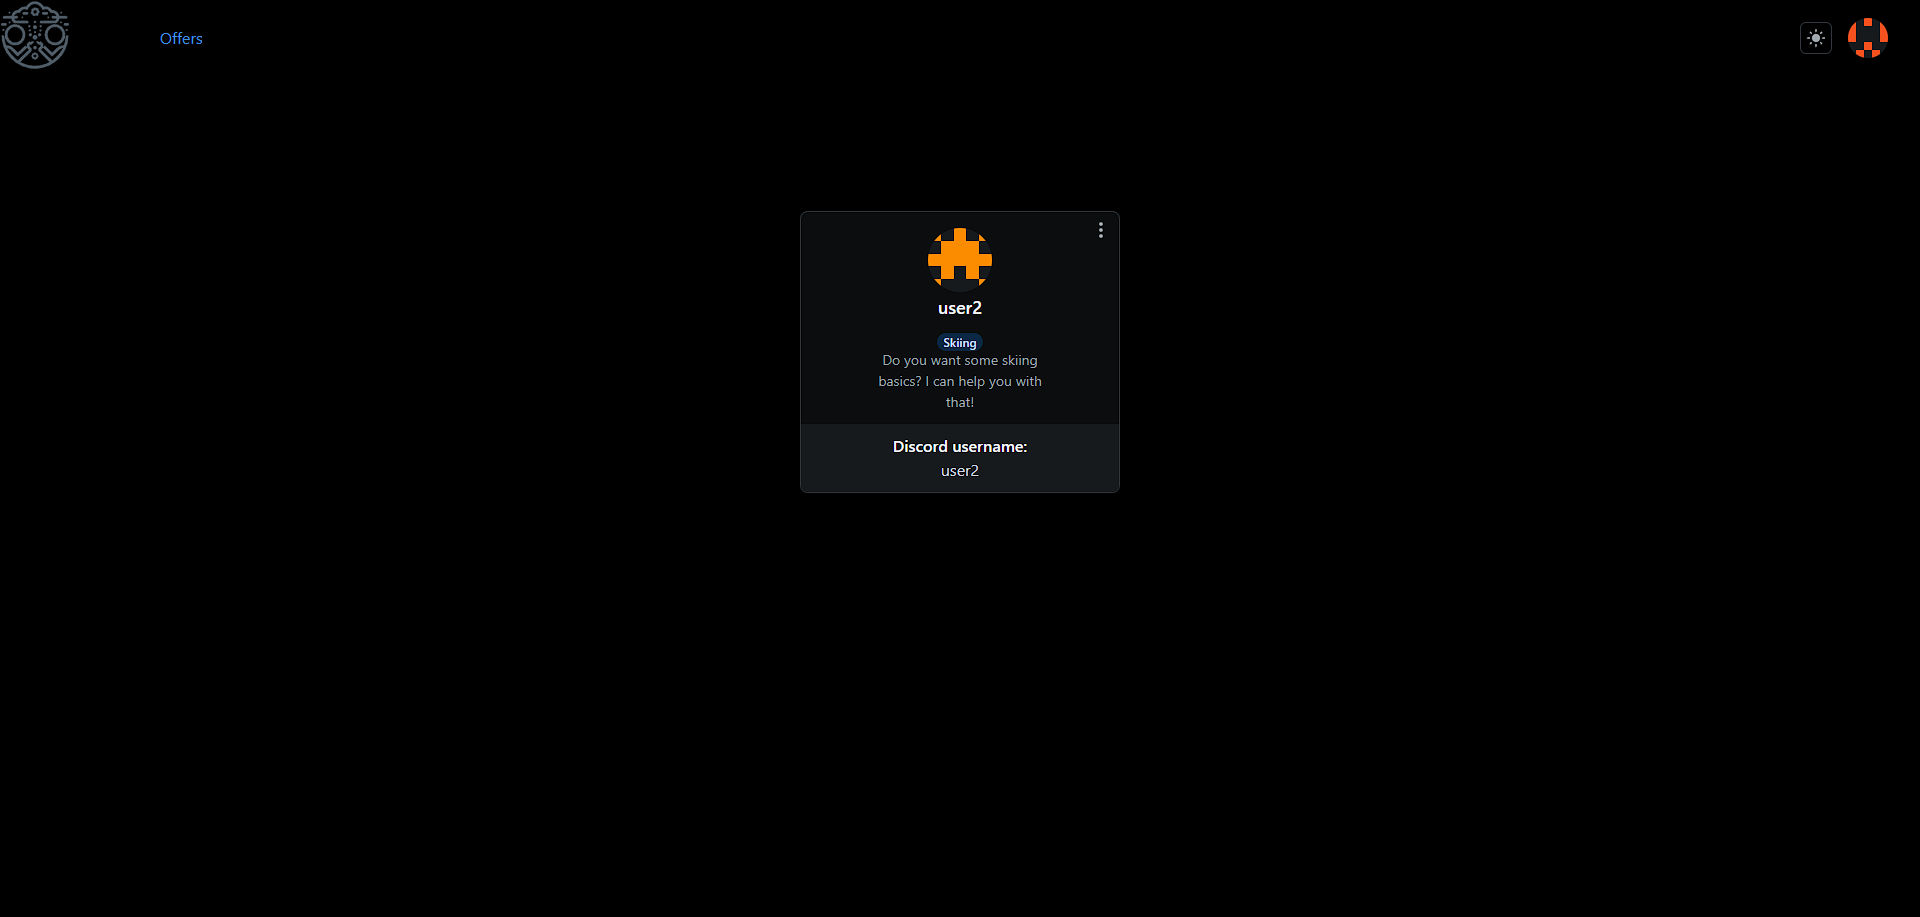 Offers
user2
Skiing
Do you want some skiing
basics? I can help you with
that!
Discord username:
user2